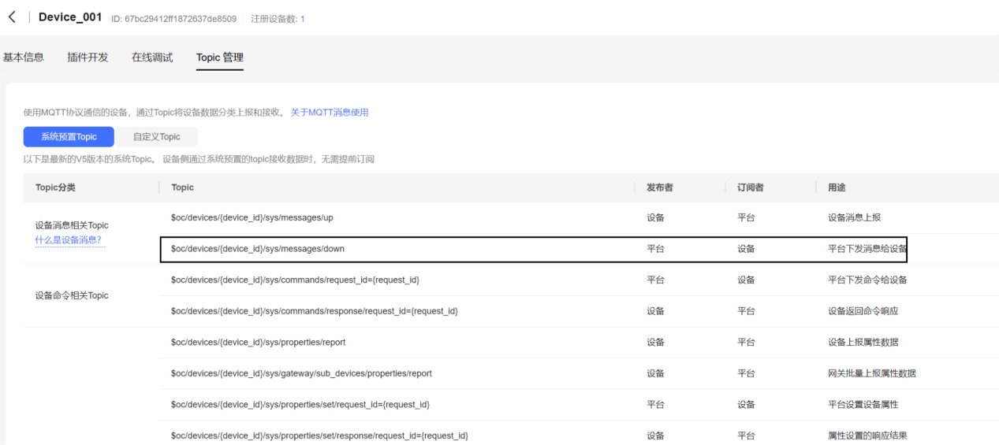 Device_001 ID: 67bc29412ff1872637de8509 注册设备数: 1
基本信息 插件开发 在线调试 Topic 管理
使用MQTT协议通信的设备，通过Topic将设备数据分类上报和接收。 关于MQTT消息使用
系统预置Topic 自定义Topic
以下是最新的V5版本的系统Topic。 设备侧通过系统预置的topic接收数据时，无需提前订阅
Topic分类 Topic 发布者 订阅者 用途
设备消息相关Topic
什么是设备消息？
$oc/devices/{device_id}/sys/messages/up 设备 平台 设备消息上报
$oc/devices/{device_id}/sys/messages/down 平台 设备 平台下发消息给设备
设备命令相关Topic
$oc/devices/{device_id}/sys/commands/request_id={request_id} 平台 设备 平台下发命令给设备
$oc/devices/{device_id}/sys/commands/response/request_id={request_id} 设备 平台 设备返回命令响应
$oc/devices/{device_id}/sys/properties/report 设备 平台 设备上报属性数据
$oc/devices/{device_id}/sys/gateway/sub_devices/properties/report 设备 平台 网关批量上报属性数据
$oc/devices/{device_id}/sys/properties/set/request_id={request_id} 平台 设备 平台设置设备属性
$oc/devices/{device_id}/sys/properties/set/response/request_id={request_id} 设备 平台 属性设置的响应结果